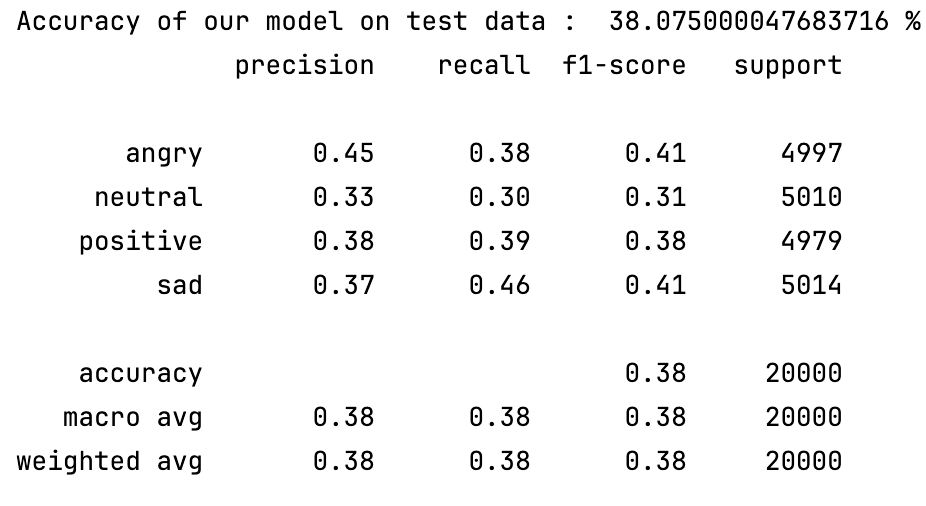 Accuracy of our model on test data :  38.075000047683716 %
              precision    recall  f1-score   support

       angry       0.45      0.38      0.41      4997
     neutral       0.33      0.30      0.31      5010
    positive       0.38      0.39      0.38      4979
         sad       0.37      0.46      0.41      5014

    accuracy                           0.38     20000
   macro avg       0.38      0.38      0.38     20000
weighted avg       0.38      0.38      0.38     20000